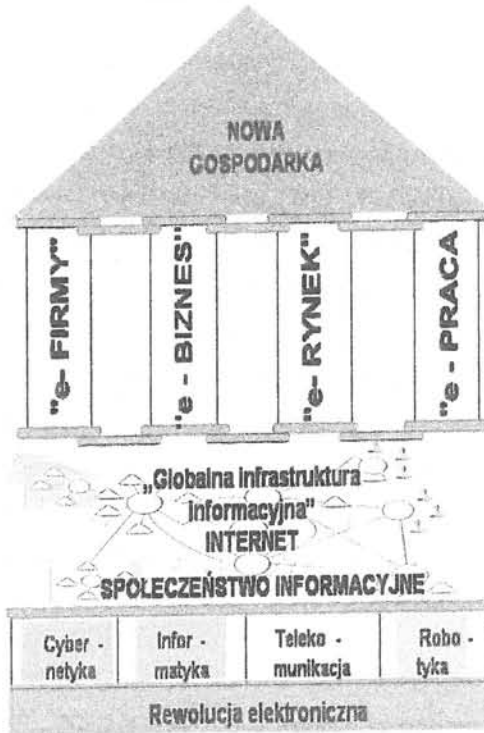 NOWA
GOSPODARKA
"e- FIRMY"
"e - BIZNES"
"e- RYNEK"
"e - PRACA
„Globalna infrastruktura
informacyjna"
INTERNET
SPOŁECZEŃSTWO INFORMACYJNE
Cyber -
netyka
Infor -
matyka
Teleko -
munikacja
Robo -
tyka
Rewolucja elektroniczna